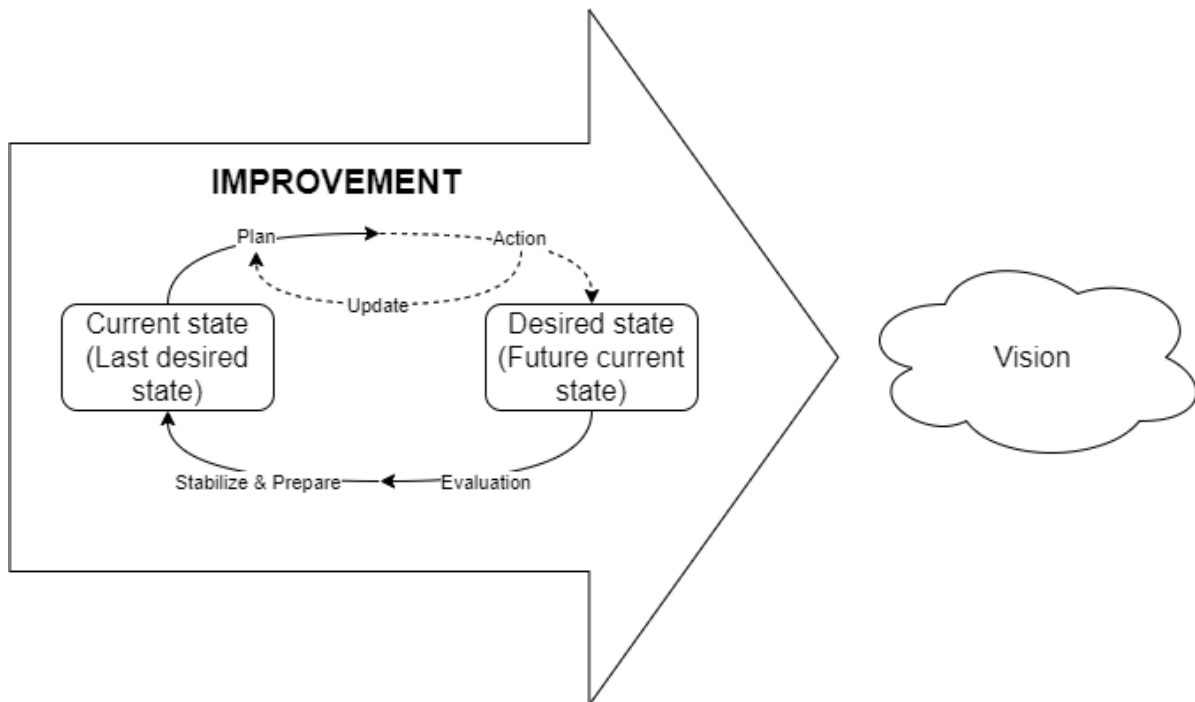 IMPROVEMENT
Plan
Action
Update
Current state
(Last desired
state)
Desired state
(Future current
state)
Vision
Stabilize & Prepare
Evaluation